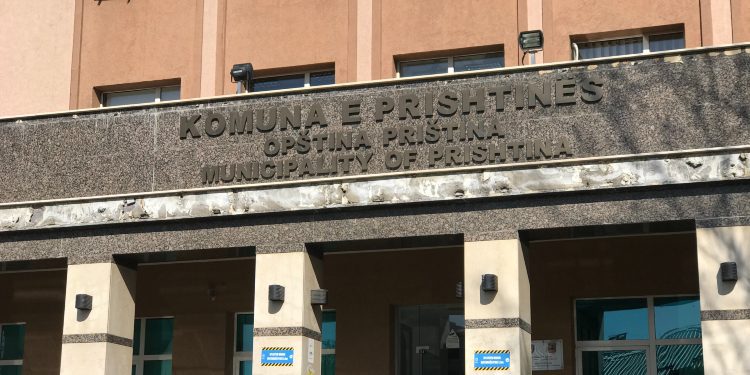 KOMUNA E PRISHTINËS
OPŠTINA PRIŠTINA
MUNICIPALITY OF PRISHTINA